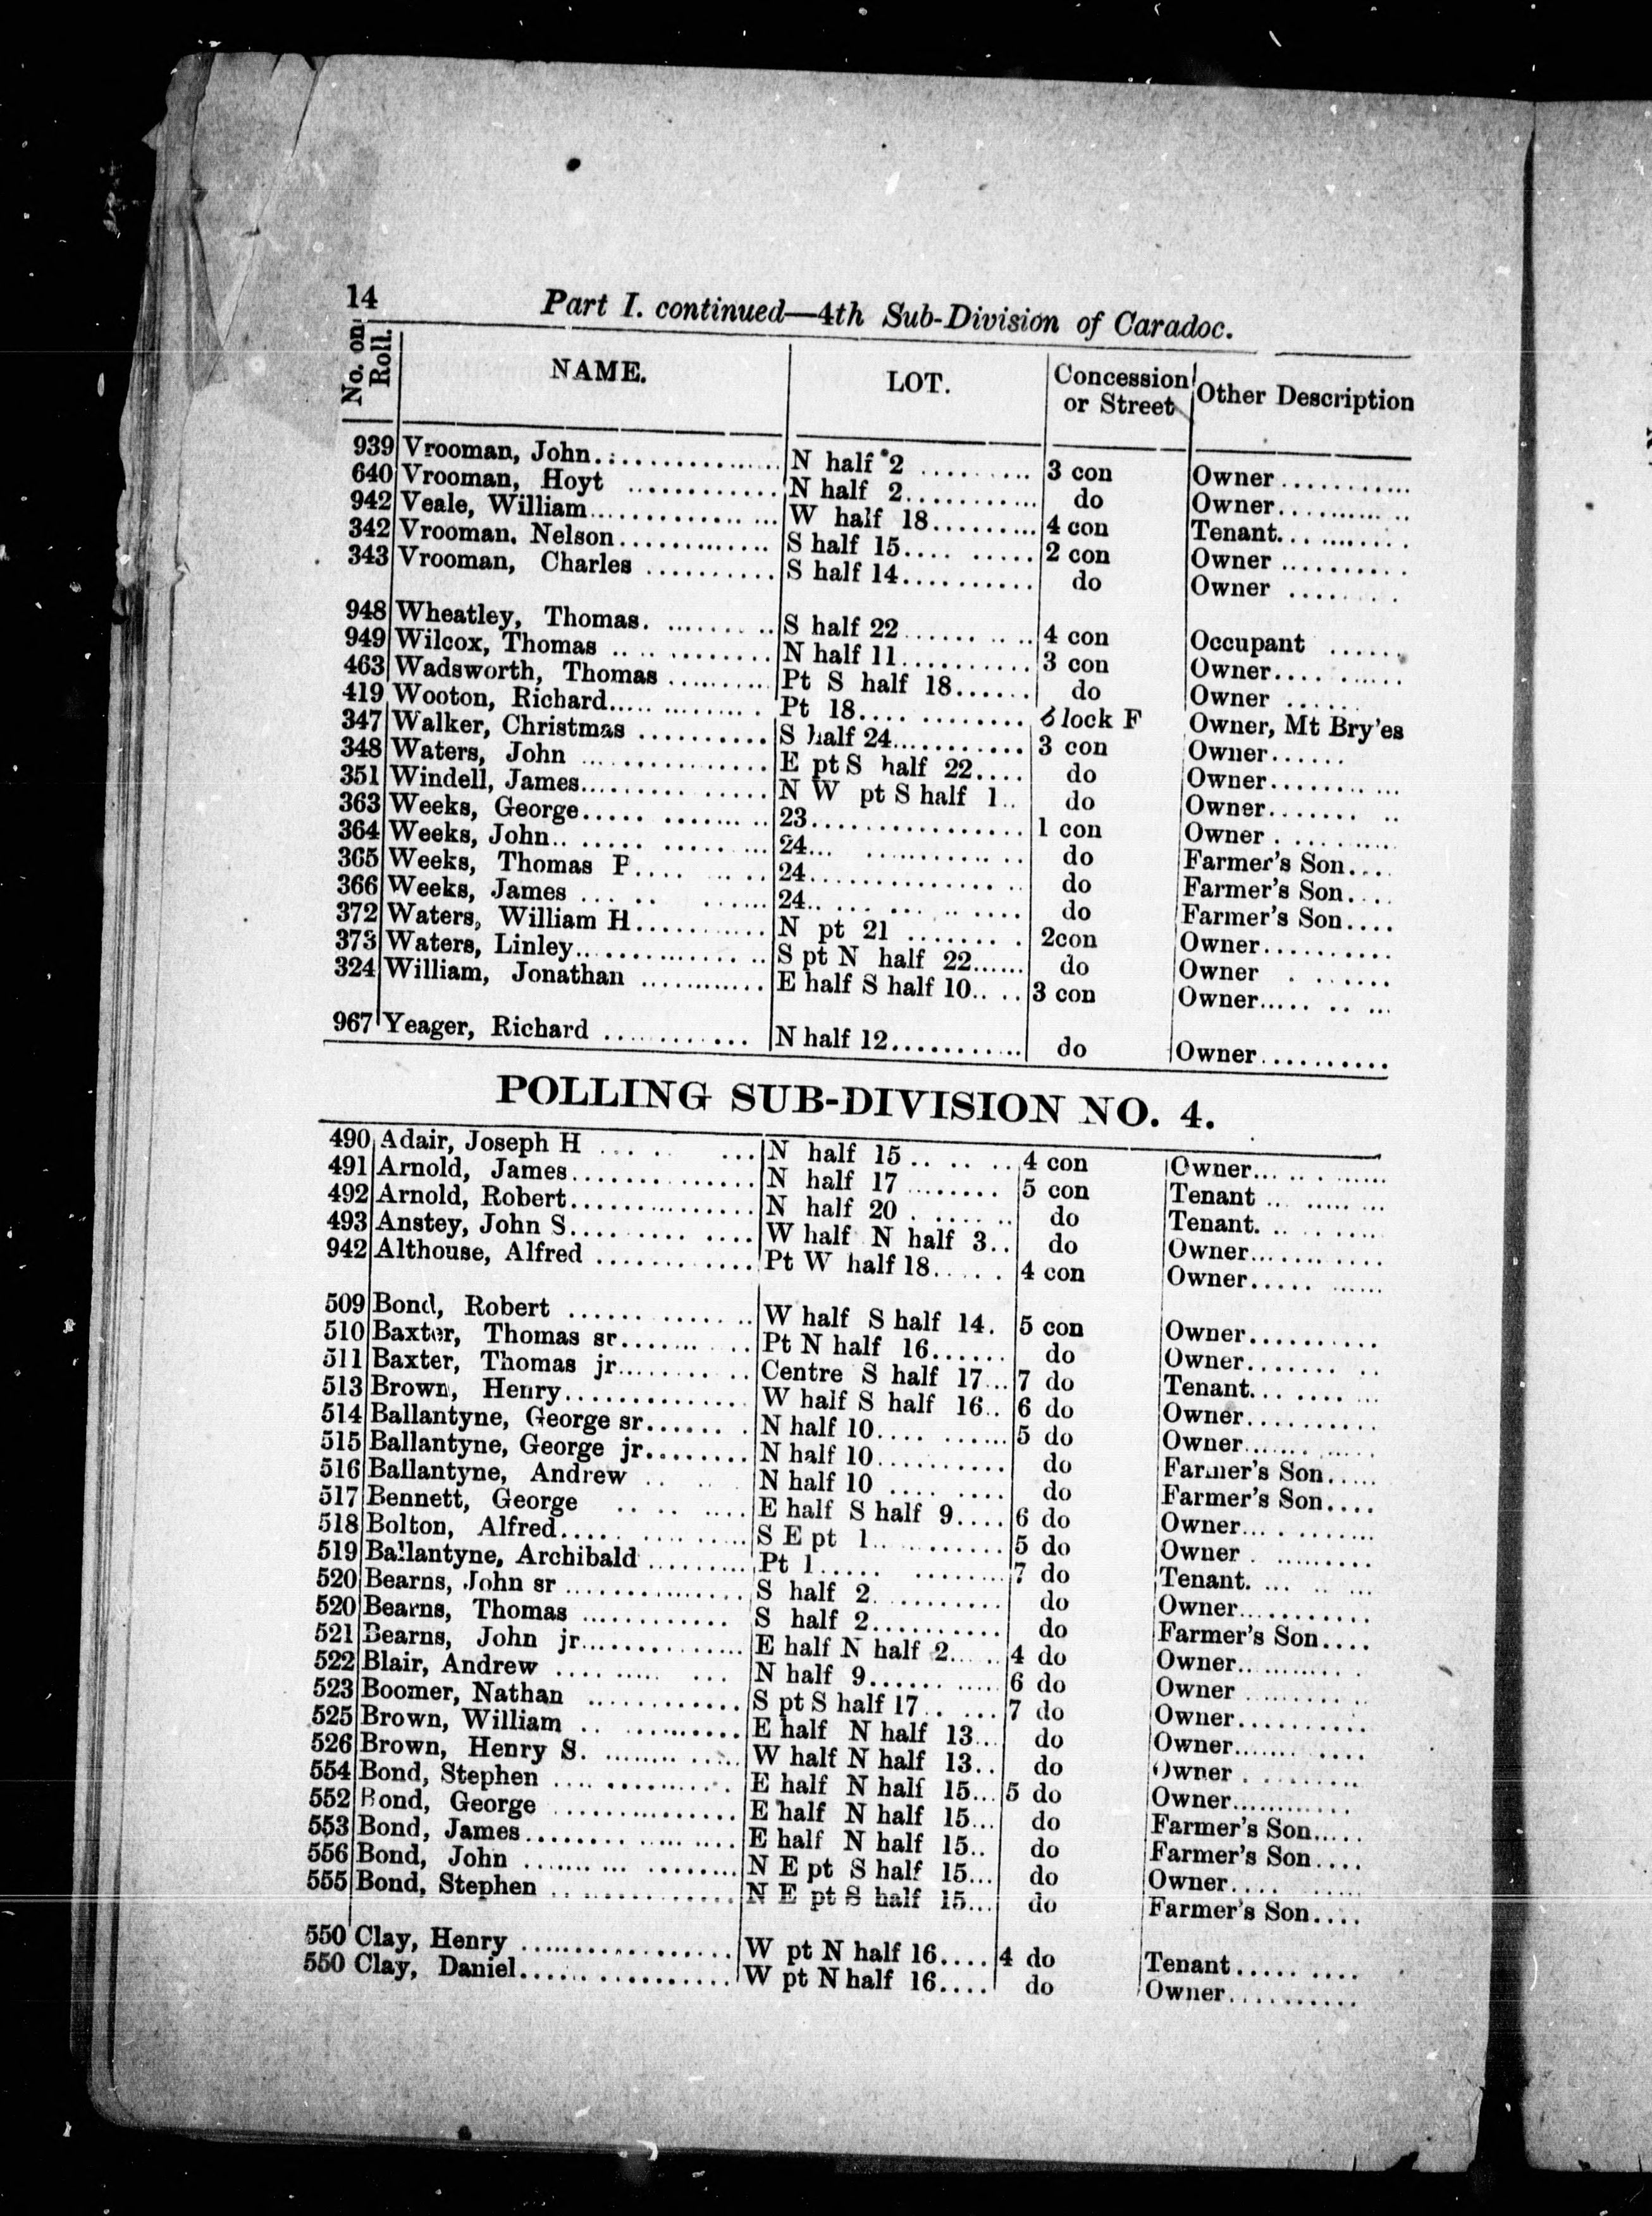 14
Part I. continued—4th Sub-Division of Caradoc.
No. on Roll. NAME. LOT. Concession or Street Other Description
939 Vrooman, John N half 2 3 con Owner
640 Vrooman, Hoyt N half 2 do Owner
942 Veale, William W half 18 4 con Tenant
342 Vrooman, Nelson S half 15 2 con Owner
343 Vrooman, Charles S half 14 do Owner
948 Wheatley, Thomas S half 22 4 con Occupant
949 Wilcox, Thomas N half 11 3 con Owner
463 Wadsworth, Thomas Pt S half 18 do Owner
419 Wooton, Richard Pt 18 Block F Owner, Mt Bry'es
347 Walker, Christmas S half 24 3 con Owner
348 Waters, John E pt S half 22 do Owner
351 Windell, James N W pt S half 1 do Owner
363 Weeks, George 23 1 con Owner
364 Weeks, John 24 do Farmer's Son
365 Weeks, Thomas P 24 do Farmer's Son
366 Weeks, James 24 do Farmer's Son
372 Waters, William H N pt 21 2con Owner
373 Waters, Linley S pt N half 22 do Owner
324 William, Jonathan E half S half 10 3 con Owner
967 Yeager, Richard N half 12 do Owner
POLLING SUB-DIVISION NO. 4.
490 Adair, Joseph H N half 15 4 con Owner
491 Arnold, James N half 17 5 con Tenant
492 Arnold, Robert N half 20 do Tenant
493 Anstey, John S W half N half 3 do Owner
942 Althouse, Alfred Pt W half 18 4 con Owner
509 Bond, Robert W half S half 14 5 con Owner
510 Baxter, Thomas sr Pt N half 16 do Owner
511 Baxter, Thomas jr Centre S half 17 7 do Tenant
513 Brown, Henry W half S half 16 6 do Owner
514 Ballantyne, George sr N half 10 5 do Owner
515 Ballantyne, George jr N half 10 do Farmer's Son
516 Ballantyne, Andrew N half 10 do Farmer's Son
517 Bennett, George E half S half 9 6 do Owner
518 Bolton, Alfred S E pt 1 5 do Owner
519 Ballantyne, Archibald Pt 1 7 do Tenant
520 Bearns, John sr S half 2 do Owner
520 Bearns, Thomas S half 2 do Farmer's Son
521 Bearns, John jr E half N half 2 4 do Owner
522 Blair, Andrew N half 9 6 do Owner
523 Boomer, Nathan S pt S half 17 7 do Owner
525 Brown, William E half N half 13 do Owner
526 Brown, Henry S. W half N half 13 do Owner
554 Bond, Stephen E half N half 15 5 do Owner
552 Bond, George E half N half 15 do Farmer's Son
553 Bond, James E half N half 15 do Farmer's Son
556 Bond, John N E pt S half 15 do Owner
555 Bond, Stephen N E pt S half 15 do Farmer's Son
550 Clay, Henry W pt N half 16 4 do Tenant
550 Clay, Daniel W pt N half 16 do Owner